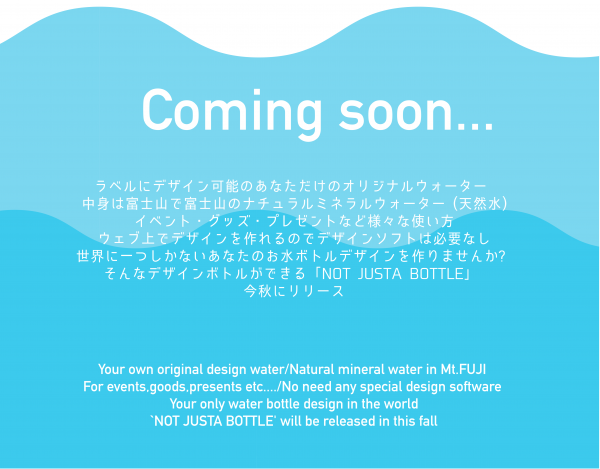 Coming soon...
ラベルにデザイン可能のあなただけのオリジナルウォーター
中身は富士山で富士山のナチュラルミネラルウォーター (天然水)
イベント・グッズ・プレゼントなど様々な使い方
ウェブ上でデザインを作れるのでデザインソフトは必要なし
世界に一つしかないあなたのお水ボトルデザインを作りませんか?
そんなデザインボトルができる「NOT JUSTA BOTTLE」
今秋にリリース
Your own original design water/Natural mineral water in Mt.FUJI
For events,goods,presents etc..../No need any special design software
Your only water bottle design in the world
`NOT JUSTA BOTTLE' will be released in this fall